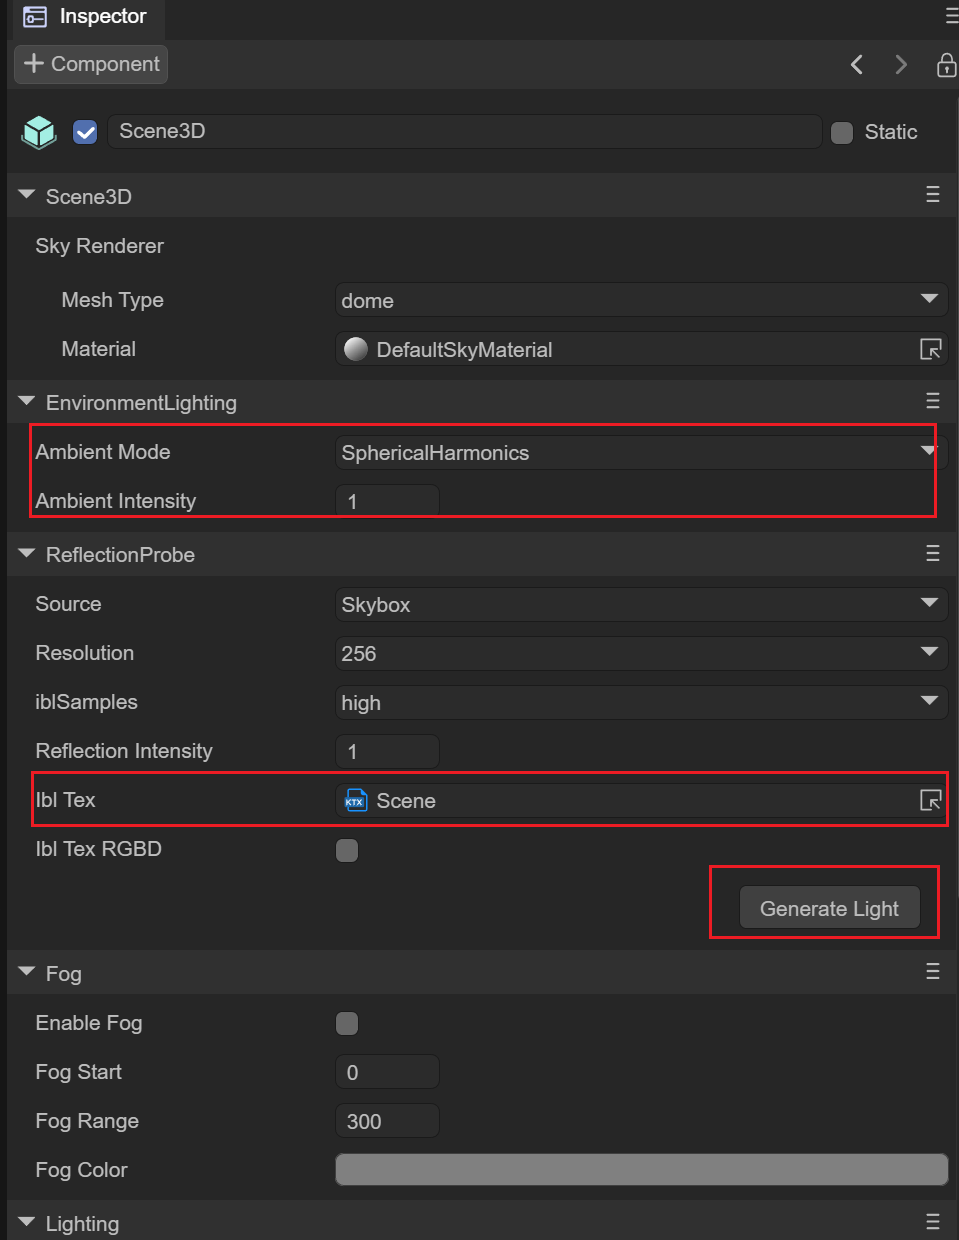 Inspector
Component
Scene3D
Static
Scene3D
Sky Renderer
Mesh Type dome
Material DefaultSkyMaterial
EnvironmentLighting
Ambient Mode SphericalHarmonics
Ambient Intensity 1
ReflectionProbe
Source Skybox
Resolution 256
iblSamples high
Reflection Intensity 1
Ibl Tex KTX Scene
Ibl Tex RGBD
Generate Light
Fog
Enable Fog
Fog Start 0
Fog Range 300
Fog Color
Lighting